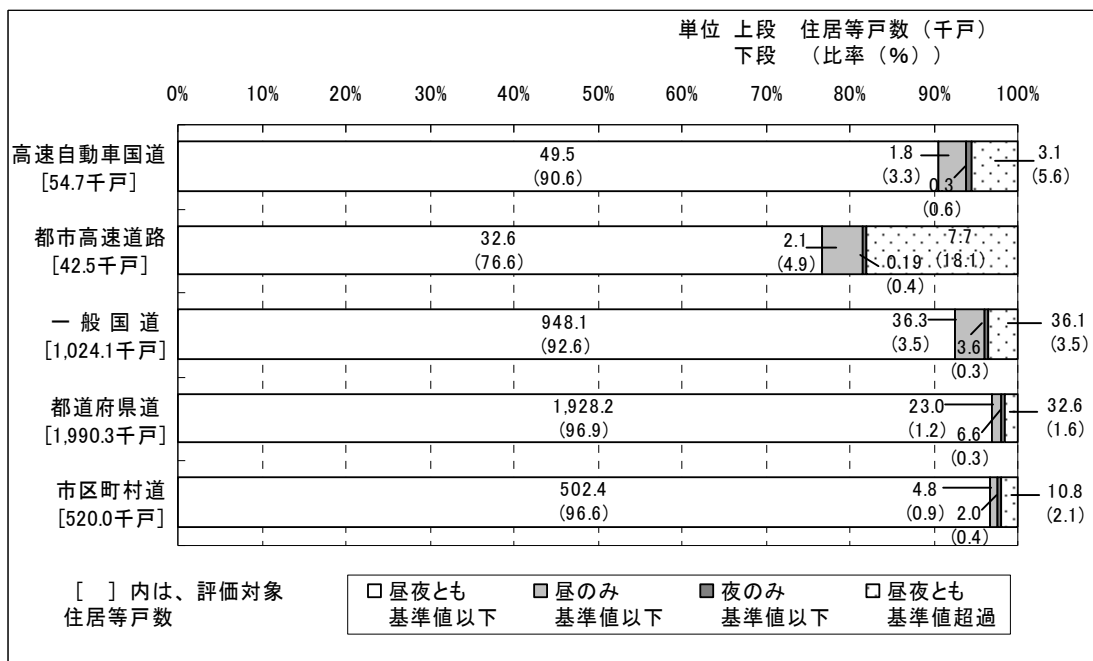 単位 上段 住居等戸数（千戸）
下段 （比率（%））
0% 10% 20% 30% 40% 50% 60% 70% 80% 90% 100%
高速自動車国道
[54.7千戸]
49.5
(90.6)
1.8
(3.3)
0.3
(0.6)
3.1
(5.6)
都市高速道路
[42.5千戸]
32.6
(76.6)
2.1
(4.9)
0.19
(0.4)
7.7
(18.1)
一般国道
[1,024.1千戸]
948.1
(92.6)
36.3
(3.5)
3.6
(0.3)
36.1
(3.5)
都道府県道
[1,990.3千戸]
1,928.2
(96.9)
23.0
(1.2)
6.6
(0.3)
32.6
(1.6)
市区町村道
[520.0千戸]
502.4
(96.6)
4.8
(0.9)
2.0
(0.4)
10.8
(2.1)
[ ]内は、評価対象
住居等戸数
昼夜とも
基準値以下
昼のみ
基準値以下
夜のみ
基準値以下
昼夜とも
基準値超過